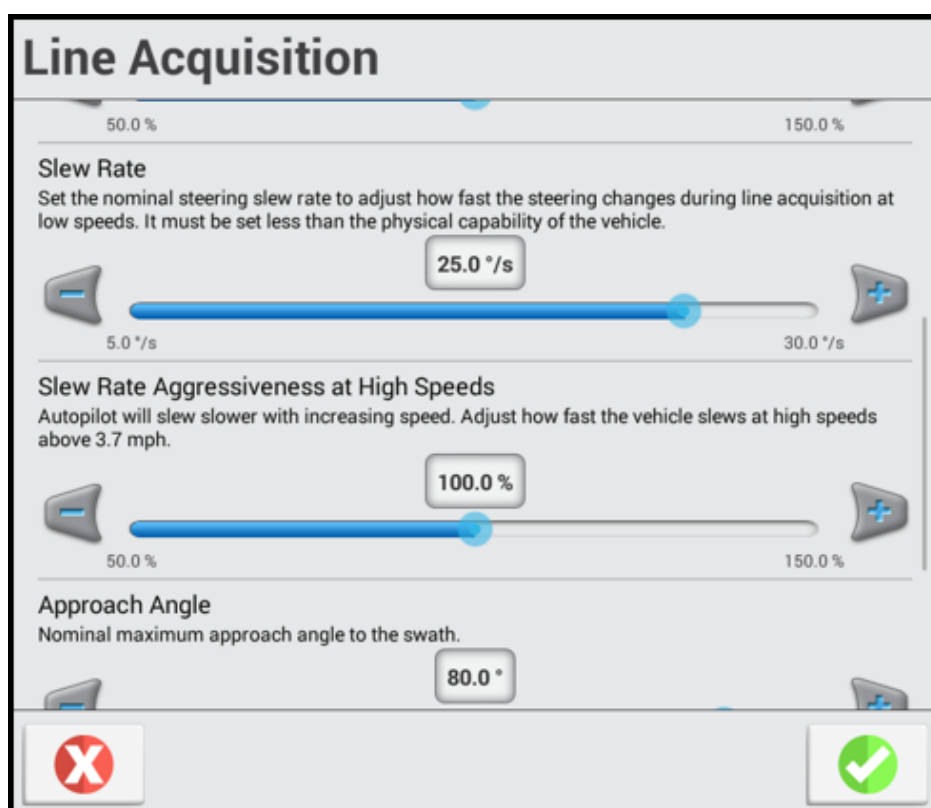 Line Acquisition
50.0 % 150.0 %
Slew Rate
Set the nominal steering slew rate to adjust how fast the steering changes during line acquisition at
low speeds. It must be set less than the physical capability of the vehicle.
25.0 °/s
5.0 °/s 30.0 °/s
Slew Rate Aggressiveness at High Speeds
Autopilot will slew slower with increasing speed. Adjust how fast the vehicle slews at high speeds
above 3.7 mph.
100.0 %
50.0 % 150.0 %
Approach Angle
Nominal maximum approach angle to the swath.
80.0 °